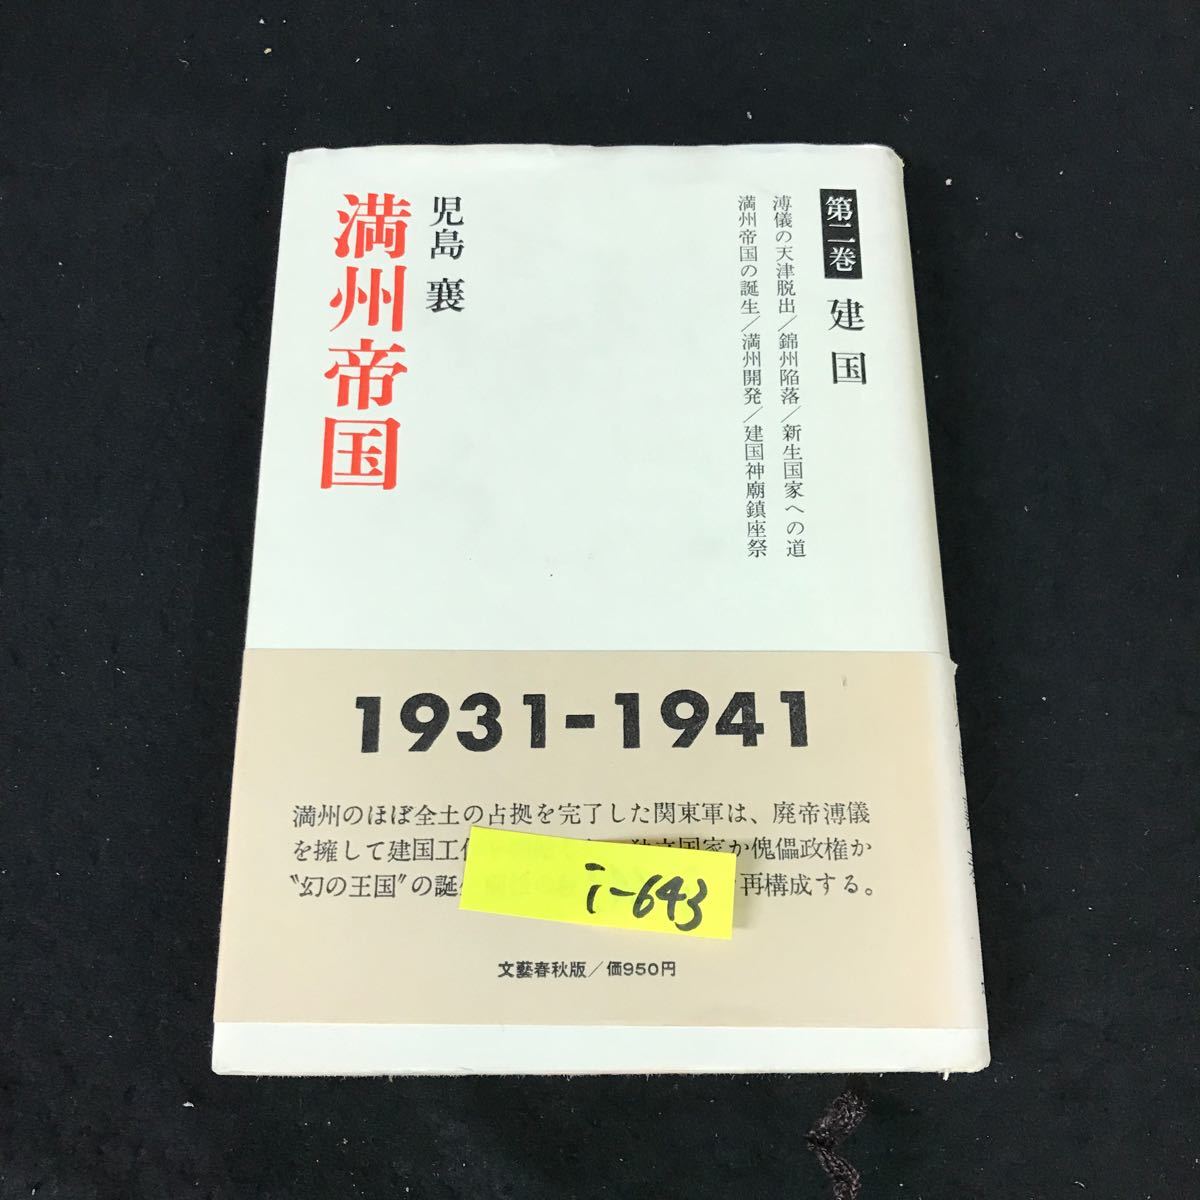 第二巻 建国
溥儀の天津脱出／錦州陥落／新生国家への道
満州帝国の誕生／満州開発／建国神廟鎮座祭
児島 襄
満州帝国
1931-1941
満州のほぼ全土の占拠を完了した関東軍は、廃帝溥儀
を擁して建国工 国家か傀儡政権か
〝幻の王国〟の誕 再構成する。
i-643
文藝春秋版／価950円